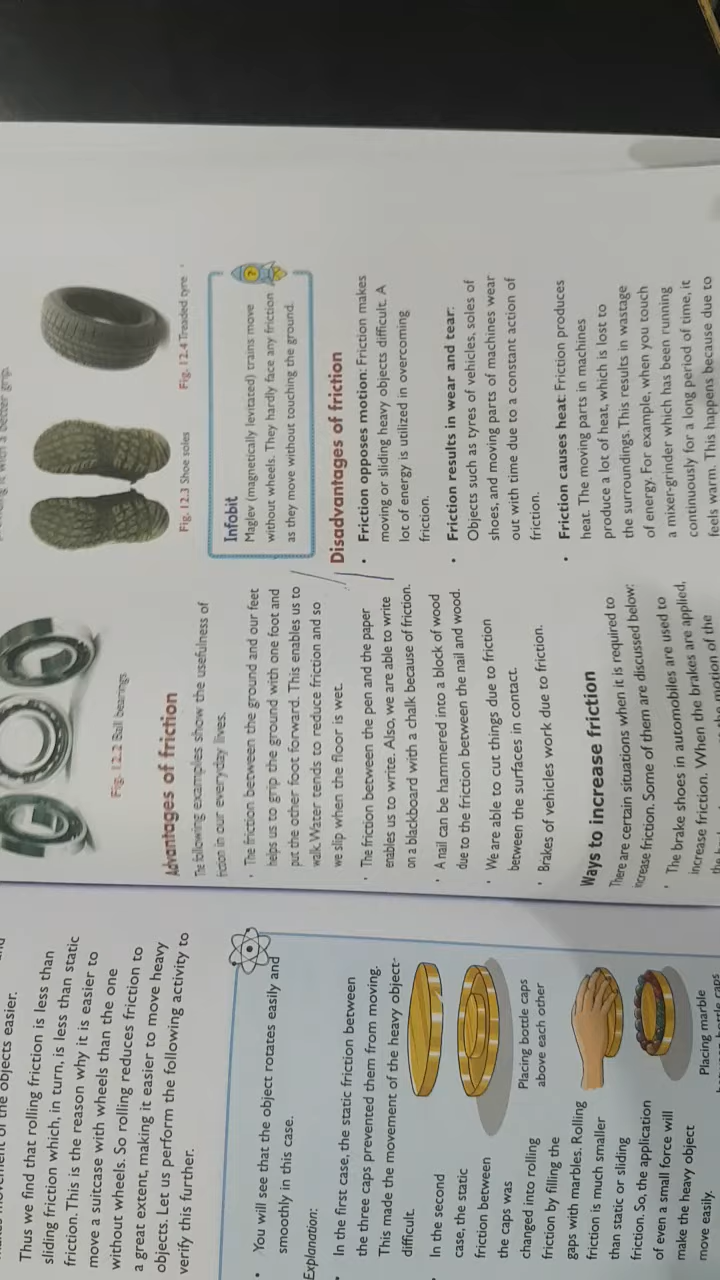 of the objects easier.
Thus we find that rolling friction is less than
sliding friction which, in turn, is less than static
friction. This is the reason why it is easier to
move a suitcase with wheels than the one
without wheels. So rolling reduces friction to
a great extent, making it easier to move heavy
objects. Let us perform the following activity to
verify this further.
• You will see that the object rotates easily and
smoothly in this case.
Explanation:
• In the first case, the static friction between
the three caps prevented them from moving.
This made the movement of the heavy object
difficult.
• In the second
case, the static
friction between
the caps was
changed into rolling
friction by filling the
gaps with marbles. Rolling
friction is much smaller
than static or sliding
friction. So, the application
of even a small force will
make the heavy object
move easily.
Placing bottle caps
above each other
Placing marble
Fig. 12.2 Ball bearings
Advantages of friction
The following examples show the usefulness of
friction in our everyday lives.
• The friction between the ground and our feet
helps us to grip the ground with one foot and
put the other foot forward. This enables us to
walk. Water tends to reduce friction and so
we slip when the floor is wet.
• The friction between the pen and the paper
enables us to write. Also, we are able to write
on a blackboard with a chalk because of friction.
• A nail can be hammered into a block of wood
due to the friction between the nail and wood.
• We are able to cut things due to friction
between the surfaces in contact.
• Brakes of vehicles work due to friction.
Ways to increase friction
There are certain situations when it is required to
increase friction. Some of them are discussed below:
• The brake shoes in automobiles are used to
increase friction. When the brakes are applied,
motion of the
it with a better grip.
Fig. 12.3 Shoe soles
Fig. 12.4 Treaded tyre
Infobit
?
Maglev (magnetically levitated) trains move
without wheels. They hardly face any friction
as they move without touching the ground.
Disadvantages of friction
• Friction opposes motion: Friction makes
moving or sliding heavy objects difficult. A
lot of energy is utilized in overcoming
friction.
• Friction results in wear and tear:
Objects such as tyres of vehicles, soles of
shoes, and moving parts of machines wear
out with time due to a constant action of
friction.
• Friction causes heat: Friction produces
heat. The moving parts in machines
produce a lot of heat, which is lost to
the surroundings. This results in wastage
of energy. For example, when you touch
a mixer-grinder which has been running
continuously for a long period of time, it
feels warm. This happens because due to